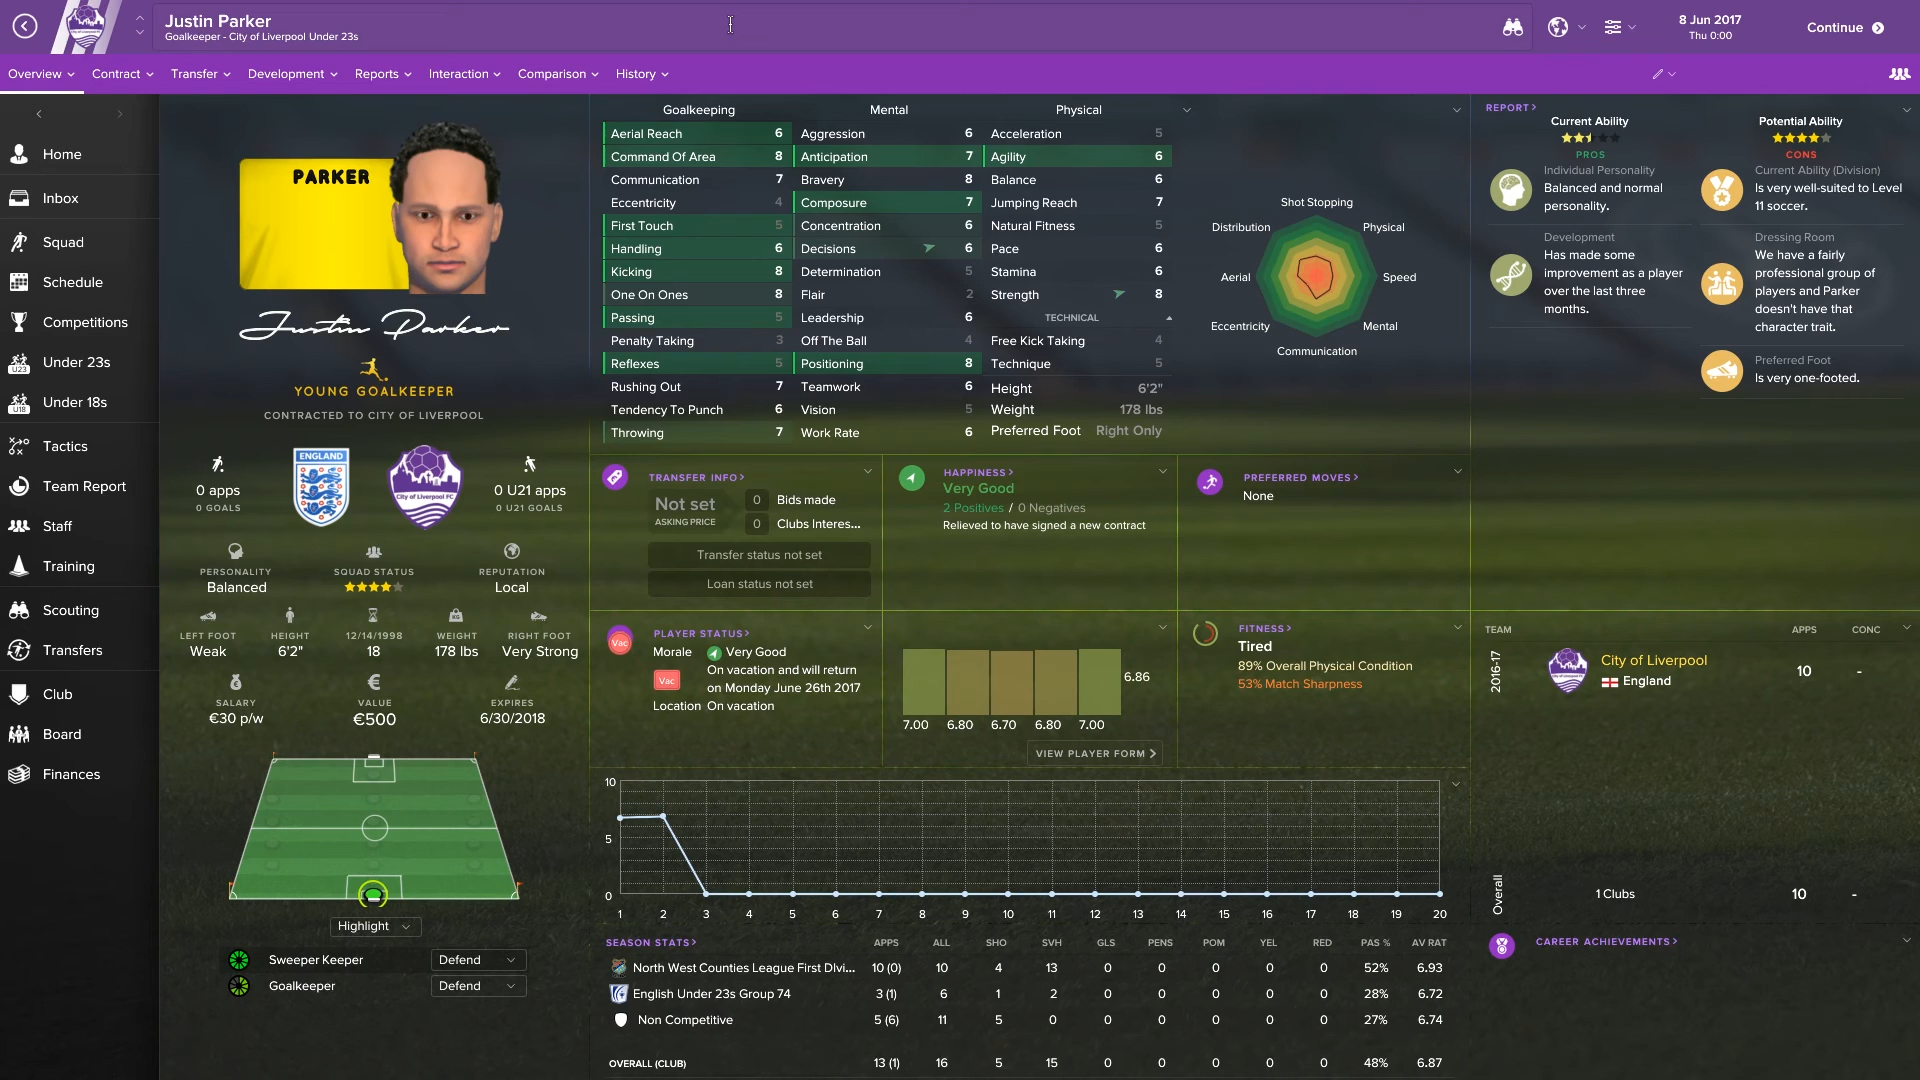 Justin Parker
Goalkeeper - City of Liverpool Under 23s
8 Jun 2017
Thu 0:00
Continue
Overview
Contract
Transfer
Development
Reports
Interaction
Comparison
History
Home
Inbox
Squad
Schedule
Competitions
U23
Under 23s
U18
Under 18s
Tactics
Team Report
Staff
Training
Scouting
Transfers
Club
Board
Finances
PARKER
Justin Parker
YOUNG GOALKEEPER
CONTRACTED TO CITY OF LIVERPOOL
0 apps
0 GOALS
ENGLAND
City of Liverpool FC
0 U21 apps
0 U21 GOALS
PERSONALITY
Balanced
SQUAD STATUS
REPUTATION
Local
LEFT FOOT
Weak
HEIGHT
6'2"
12/14/1998
18
KG
WEIGHT
178 lbs
RIGHT FOOT
Very Strong
SALARY
€30 p/w
€
VALUE
€500
EXPIRES
6/30/2018
Highlight
Sweeper Keeper Defend
Goalkeeper Defend
Goalkeeping
Aerial Reach 6
Command Of Area 8
Communication 7
Eccentricity 4
First Touch 5
Handling 6
Kicking 8
One On Ones 8
Passing 5
Penalty Taking 3
Reflexes 5
Rushing Out 7
Tendency To Punch 6
Throwing 7
Mental
Aggression 6
Anticipation 7
Bravery 8
Composure 7
Concentration 6
Decisions 6
Determination 5
Flair 2
Leadership 6
Off The Ball 4
Positioning 8
Teamwork 6
Vision 5
Work Rate 6
Physical
Acceleration 5
Agility 6
Balance 6
Jumping Reach 7
Natural Fitness 5
Pace 6
Stamina 6
Strength 8
TECHNICAL
Free Kick Taking 4
Technique 5
Height 6'2"
Weight 178 lbs
Preferred Foot Right Only
Shot Stopping
Distribution
Physical
Aerial
Speed
Eccentricity
Mental
Communication
REPORT>
Current Ability
PROS
Individual Personality
Balanced and normal
personality.
Development
Has made some
improvement as a player
over the last three
months.
Potential Ability
CONS
Current Ability (Division)
Is very well-suited to Level
11 soccer.
Dressing Room
We have a fairly
professional group of
players and Parker
doesn't have that
character trait.
Preferred Foot
Is very one-footed.
TRANSFER INFO>
Not set
ASKING PRICE
0 Bids made
0 Clubs Interes...
Transfer status not set
Loan status not set
HAPPINESS>
Very Good
2 Positives / 0 Negatives
Relieved to have signed a new contract
PREFERRED MOVES>
None
Vac
PLAYER STATUS>
Morale Very Good
Vac
On vacation and will return
on Monday June 26th 2017
Location On vacation
6.86
7.00 6.80 6.70 6.80 7.00
VIEW PLAYER FORM >
FITNESS>
Tired
89% Overall Physical Condition
53% Match Sharpness
TEAM APPS CONC
2016-17
City of Liverpool
England
10 -
Overall
1 Clubs 10 -
10
5
0
1 2 3 4 5 6 7 8 9 10 11 12 13 14 15 16 17 18 19 20
SEASON STATS> APPS ALL SHO SVH GLS PENS POM YEL RED PAS % AV RAT
North West Counties League First Divi... 10 (0) 10 4 13 0 0 0 0 0 52% 6.93
English Under 23s Group 74 3 (1) 6 1 2 0 0 0 0 0 28% 6.72
Non Competitive 5 (6) 11 5 0 0 0 0 0 0 27% 6.74
OVERALL (CLUB) 13 (1) 16 5 15 0 0 0 0 0 48% 6.87
CAREER ACHIEVEMENTS>